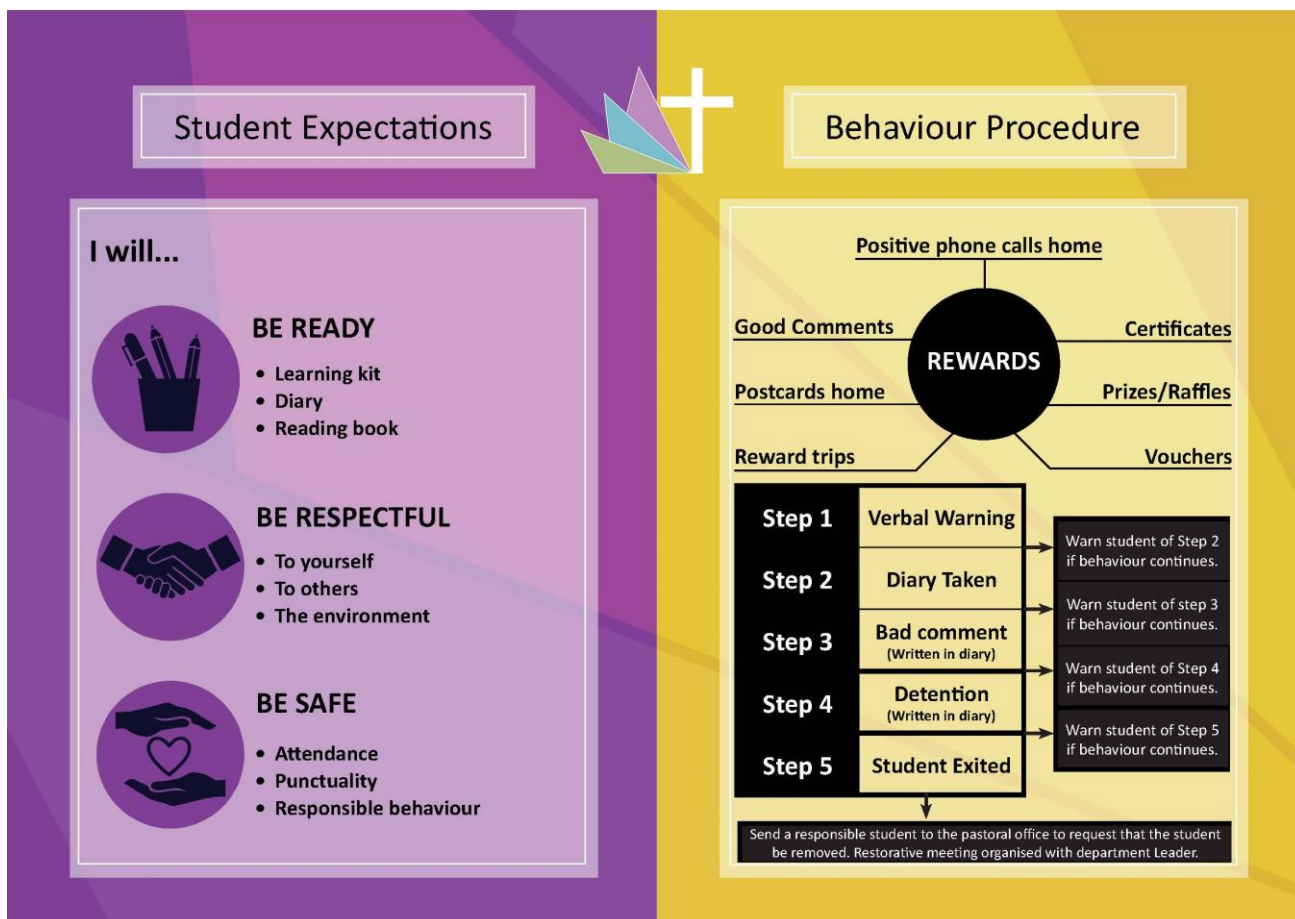 Student Expectations
I will...
BE READY
• Learning kit
• Diary
• Reading book
BE RESPECTFUL
• To yourself
• To others
• The environment
BE SAFE
• Attendance
• Punctuality
• Responsible behaviour
Behaviour Procedure
Positive phone calls home
Good Comments
Certificates
REWARDS
Postcards home
Prizes/Raffles
Reward trips
Vouchers
Step 1
Verbal Warning
Warn student of Step 2
if behaviour continues.
Step 2
Diary Taken
Warn student of step 3
if behaviour continues.
Step 3
Bad comment
(Written in diary)
Warn student of Step 4
if behaviour continues.
Step 4
Detention
(Written in diary)
Warn student of Step 5
if behaviour continues.
Step 5
Student Exited
Send a responsible student to the pastoral office to request that the student
be removed. Restorative meeting organised with department Leader.